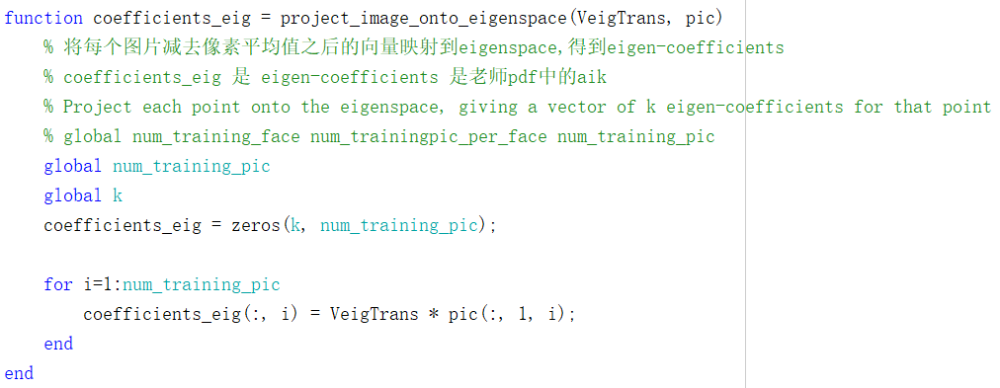 function coefficients_eig = project_image_onto_eigenspace(VeigTrans, pic)
% 将每个图片减去像素平均值之后的向量映射到eigenspace,得到eigen-coefficients
% coefficients_eig 是 eigen-coefficients 是老师pdf中的aik
% Project each point onto the eigenspace, giving a vector of k eigen-coefficients for that point
% global num_training_face num_trainingpic_per_face num_training_pic
global num_training_pic
global k
coefficients_eig = zeros(k, num_training_pic);
for i=1:num_training_pic
coefficients_eig(:, i) = VeigTrans * pic(:, 1, i);
end
end